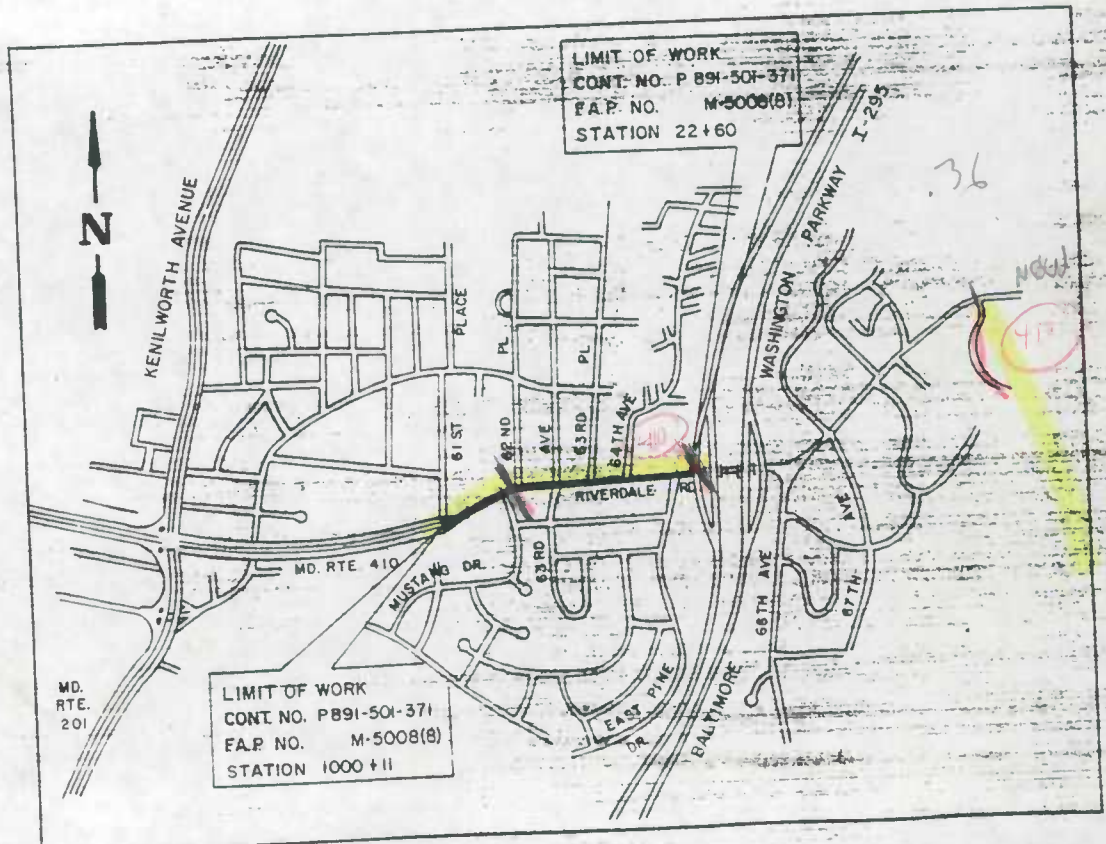 LIMIT OF WORK
CONT. NO. P 891-501-371
F.A.P. NO. M-5008(8)
STATION 22+60
I-295
.36
PARKWAY
N
KENILWORTH AVENUE
WASHINGTON
NEW
410
PLACE
PL
PL
61 ST
62 ND
AVE
63 RD
64TH AVE
410
RIVERDALE RD
MD. RTE. 410
MUSTANG DR.
63 RD
66TH AVE
67TH AVE
EAST PINE DR.
BALTIMORE
MD.
RTE.
201
LIMIT OF WORK
CONT. NO. P891-501-371
F.A.P. NO. M-5008(8)
STATION 1000+11